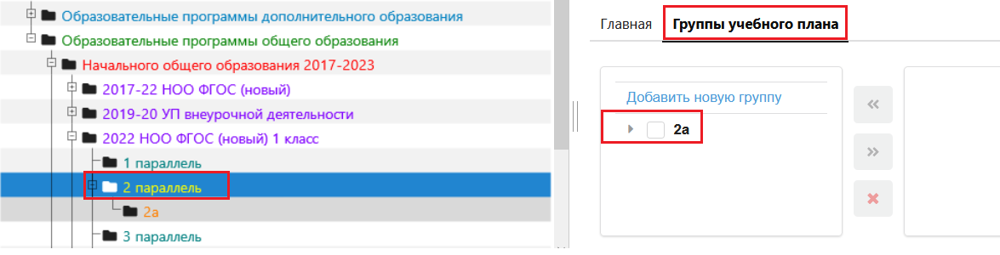 Образовательные программы дополнительного образования
Образовательные программы общего образования
Начального общего образования 2017-2023
2017-22 НОО ФГОС (новый)
2019-20 УП внеурочной деятельности
2022 НОО ФГОС (новый) 1 класс
1 параллель
2 параллель
2а
3 параллель
Главная Группы учебного плана
Добавить новую группу
2а